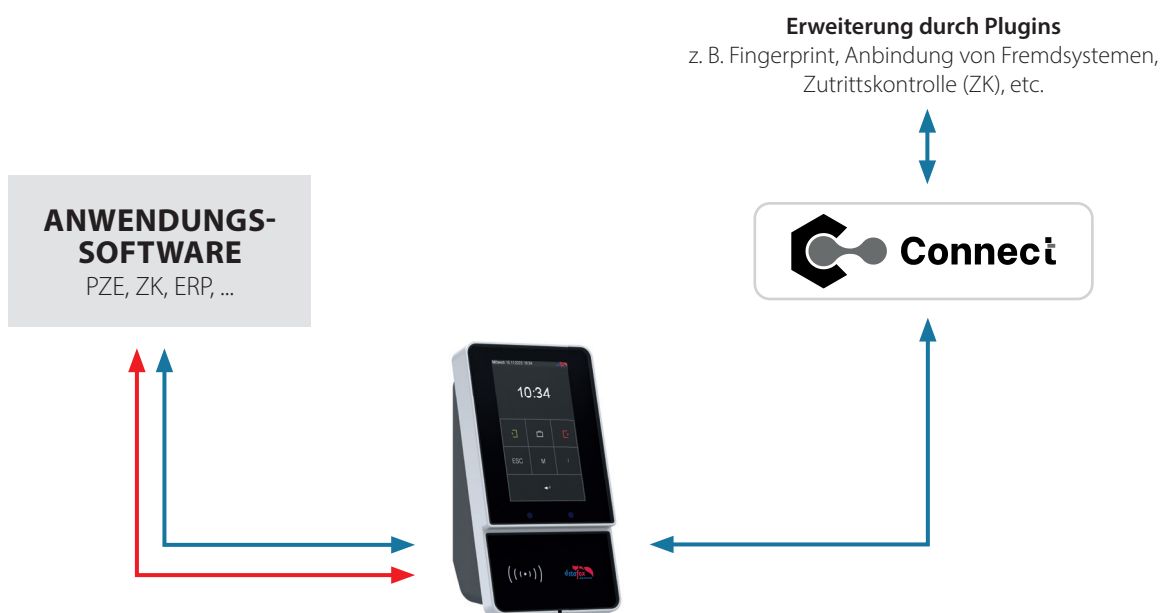 Erweiterung durch Plugins
z. B. Fingerprint, Anbindung von Fremdsystemen,
Zutrittskontrolle (ZK), etc.
ANWENDUNGS-
SOFTWARE
PZE, ZK, ERP, ...
Connect
10:34
ESC M
datafox